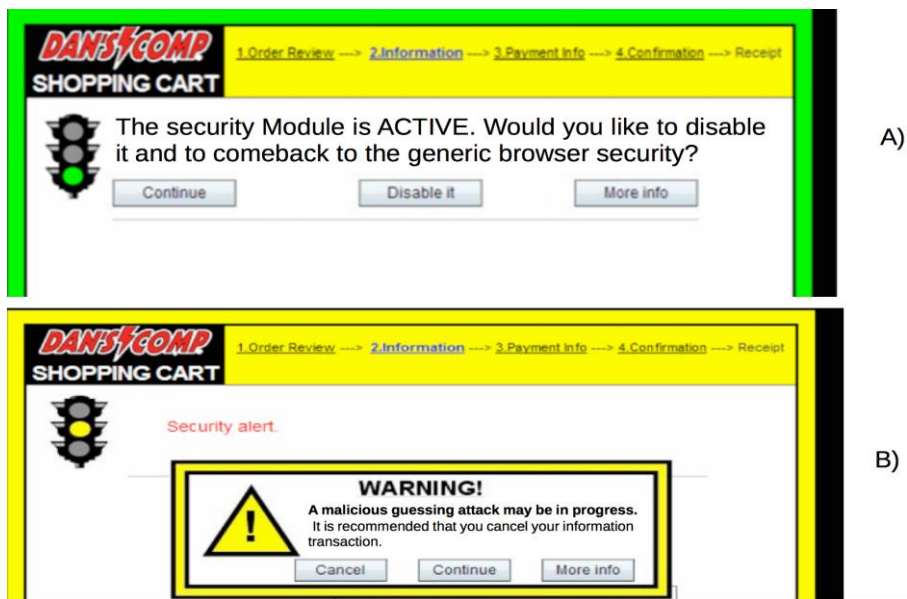 DAN'S COMP
SHOPPING CART
1.Order Review ---> 2.Information ---> 3.Payment Info ---> 4.Confirmation ---> Receipt
The security Module is ACTIVE. Would you like to disable
it and to comeback to the generic browser security?
Continue Disable it More info
A)
DAN'S COMP
SHOPPING CART
1.Order Review ---> 2.Information ---> 3.Payment Info ---> 4.Confirmation ---> Receipt
Security alert.
WARNING!
!
A malicious guessing attack may be in progress.
It is recommended that you cancel your information
transaction.
Cancel Continue More info
B)